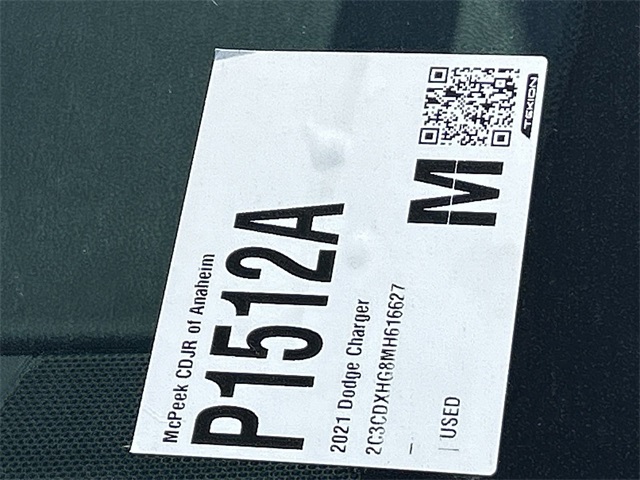 McPeek CDJR of Anaheim
P1512A
2021 Dodge Charger
2C3CDXHG8MH616627
–
| USED
M
TEKION